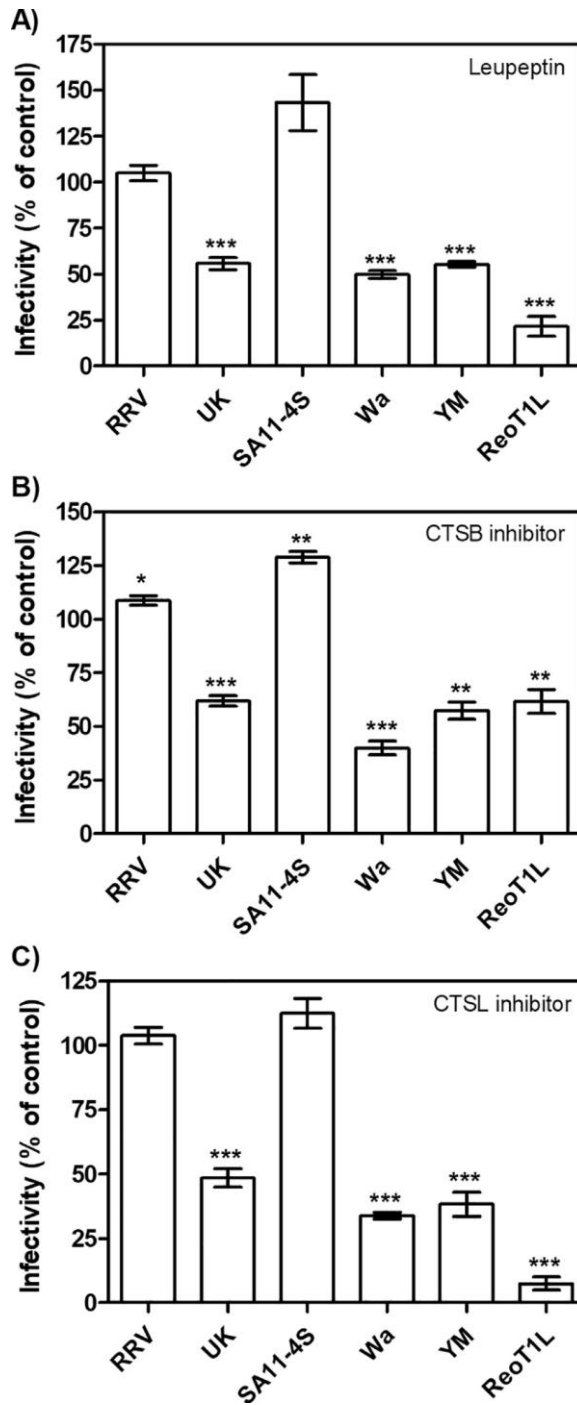 A)
Leupeptin
Infectivity (% of control)
175
150
125
100
75
50
25
0
***
***
***
***
RRV
UK
SA11-4S
Wa
YM
ReoT1L
B)
CTSB inhibitor
Infectivity (% of control)
150
125
100
75
50
25
0
*
***
**
***
**
**
RRV
UK
SA11-4S
Wa
YM
ReoT1L
C)
CTSL inhibitor
Infectivity (% of control)
125
100
75
50
25
0
***
***
***
***
RRV
UK
SA11-4S
Wa
YM
ReoT1L